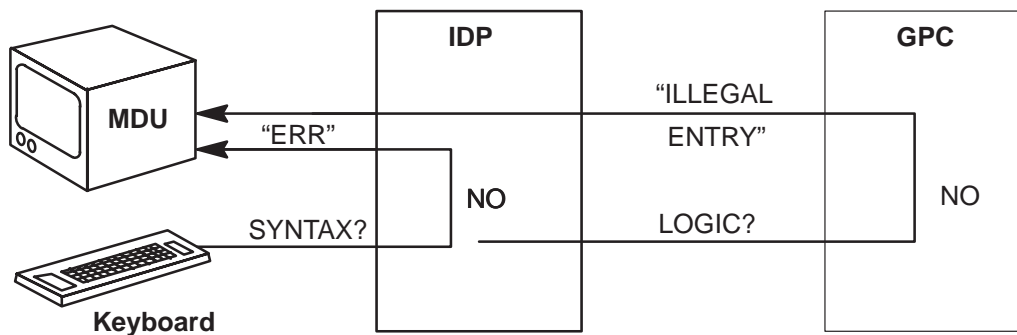 IDP
GPC
MDU
“ILLEGAL
ENTRY”
“ERR”
NO
NO
SYNTAX?
LOGIC?
Keyboard